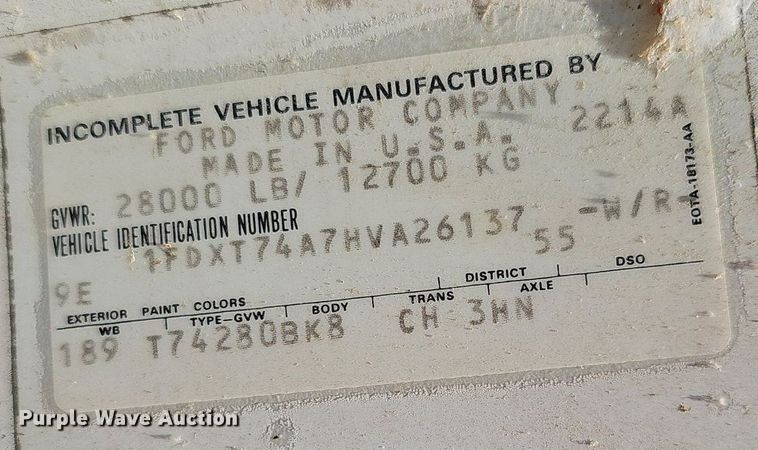 INCOMPLETE VEHICLE MANUFACTURED BY
FORD MOTOR COMPANY
MADE IN U.S.A. 2214A
GVWR: 28000 LB/ 12700 KG
VEHICLE IDENTIFICATION NUMBER
1FDXT74A7HVA26137 -W/R-
9E 55
EXTERIOR PAINT COLORS DISTRICT DSO
WB TYPE-GVW BODY TRANS AXLE
189 T74280BK8 CH 3HN
EOTA-18173-AA
Purple Wave Auction